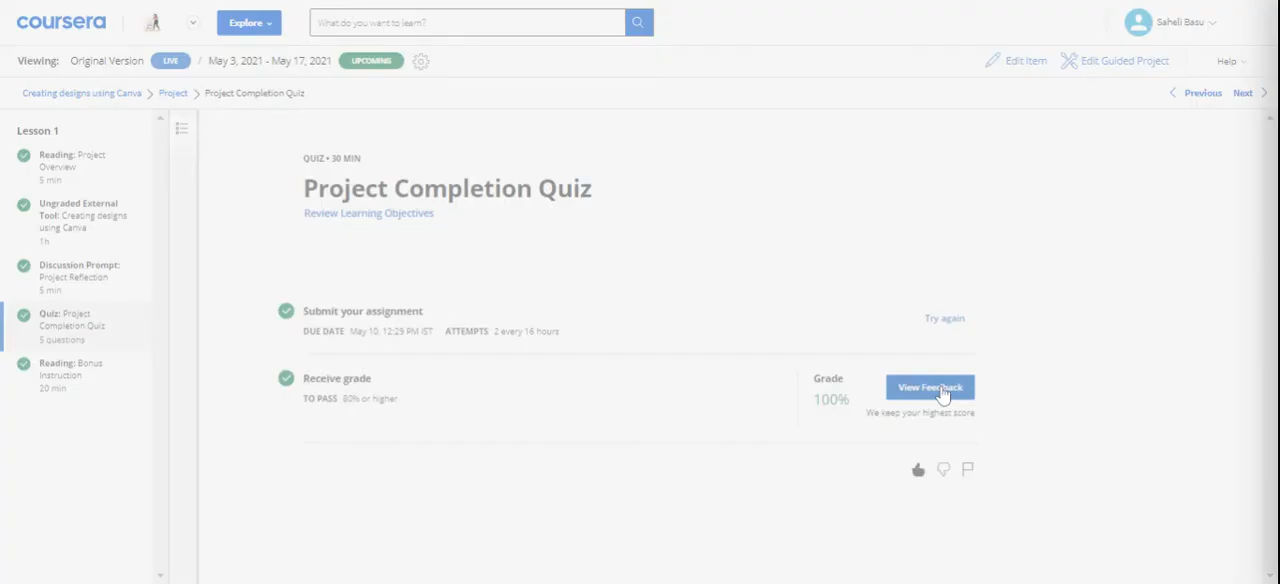 coursera
Explore
What do you want to learn?
Saheli Basu
Viewing: Original Version LIVE / May 3, 2021 - May 17, 2021 UPCOMING
Edit Item Edit Guided Project Help
Creating designs using Canva Project Project Completion Quiz
Previous Next
Lesson 1
Reading: Project
Overview
5 min
Ungraded External
Tool: Creating designs
using Canva
1h
Discussion Prompt:
Project Reflection
5 min
Quiz: Project
Completion Quiz
5 questions
Reading: Bonus
Instruction
20 min
QUIZ • 30 MIN
Project Completion Quiz
Review Learning Objectives
Submit your assignment
DUE DATE May 10, 12:29 PM IST ATTEMPTS 2 every 16 hours
Try again
Receive grade
TO PASS 80% or higher
Grade
100%
View Feedback
We keep your highest score